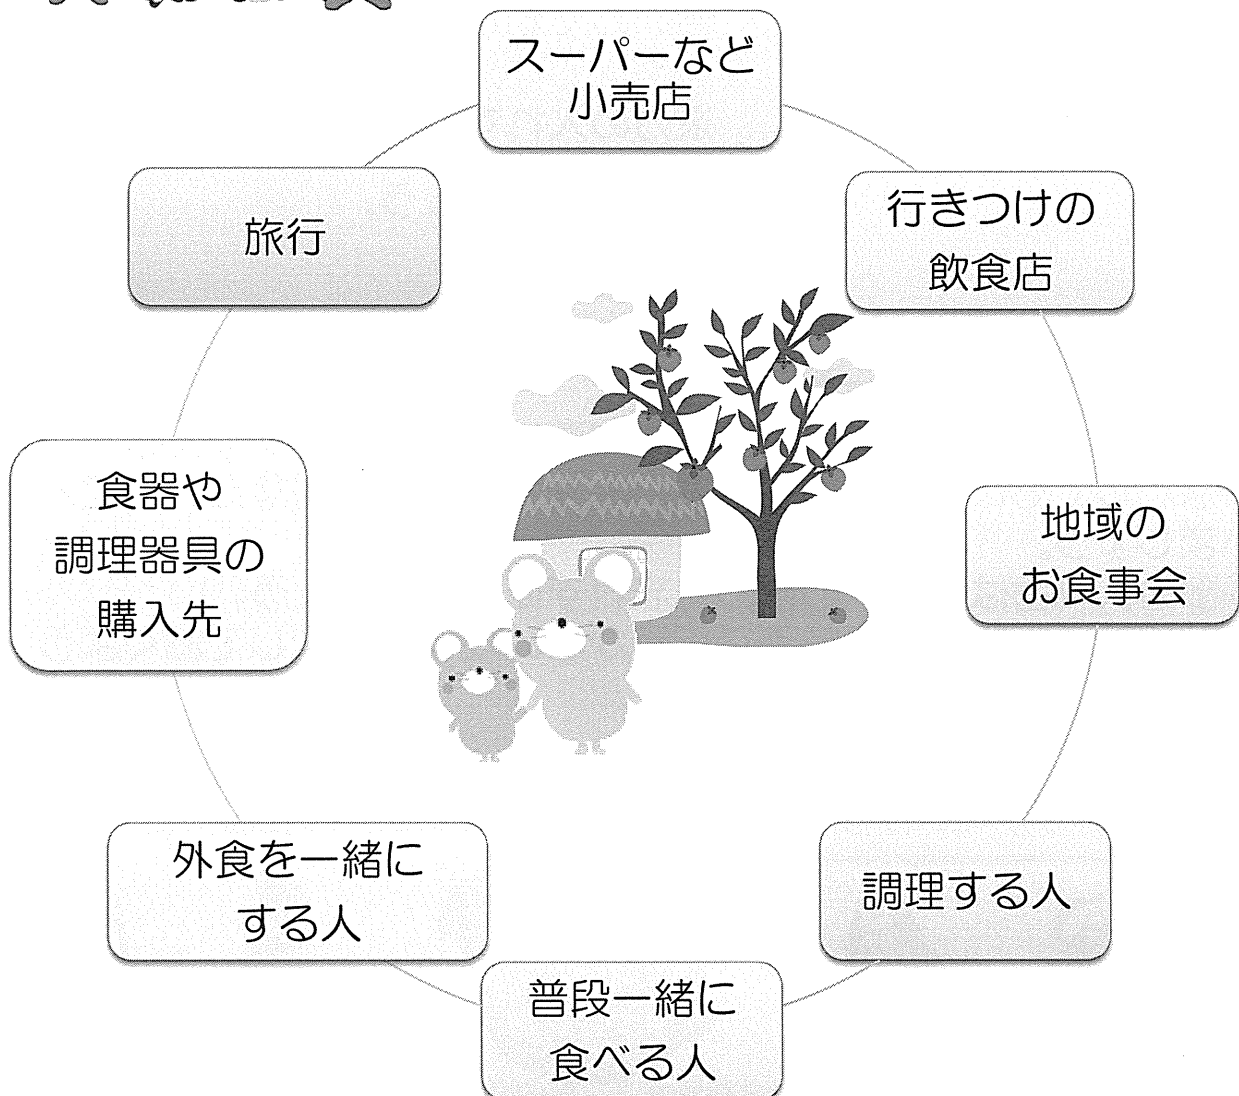 スーパーなど
小売店
行きつけの
飲食店
地域の
お食事会
調理する人
普段一緒に
食べる人
外食を一緒に
する人
食器や
調理器具の
購入先
旅行